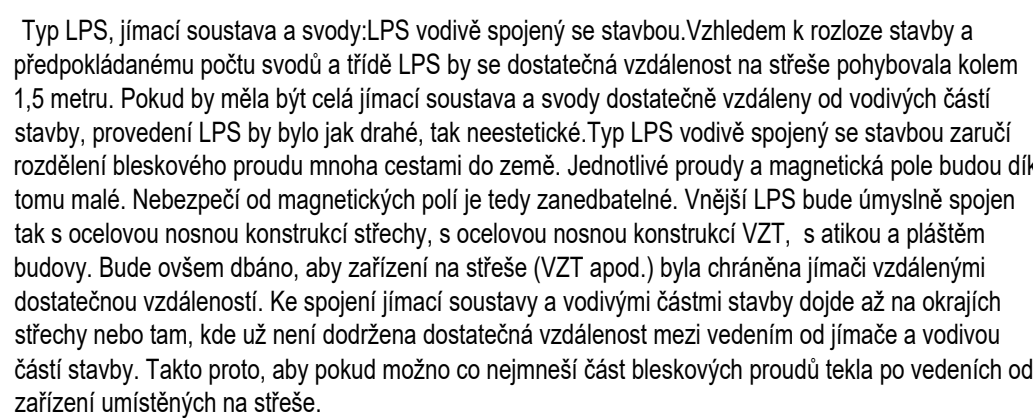 Typ LPS, jímací soustava a svody:LPS vodivě spojený se stavbou.Vzhledem k rozloze stavby a
předpokládanému počtu svodů a třídě LPS by se dostatečná vzdálenost na střeše pohybovala kolem
1,5 metru. Pokud by měla být celá jímací soustava a svody dostatečně vzdáleny od vodivých částí
stavby, provedení LPS by bylo jak drahé, tak neestetické.Typ LPS vodivě spojený se stavbou zaručí
rozdělení bleskového proudu mnoha cestami do země. Jednotlivé proudy a magnetická pole budou dík
tomu malé. Nebezpečí od magnetických polí je tedy zanedbatelné. Vnější LPS bude úmyslně spojen
tak s ocelovou nosnou konstrukcí střechy, s ocelovou nosnou konstrukcí VZT,  s atikou a pláštěm
budovy. Bude ovšem dbáno, aby zařízení na střeše (VZT apod.) byla chráněna jímači vzdálenými
dostatečnou vzdáleností. Ke spojení jímací soustavy a vodivými částmi stavby dojde až na okrajích
střechy nebo tam, kde už není dodržena dostatečná vzdálenost mezi vedením od jímače a vodivou
částí stavby. Takto proto, aby pokud možno co nejmneší část bleskových proudů tekla po vedeních od
zařízení umístěných na střeše.